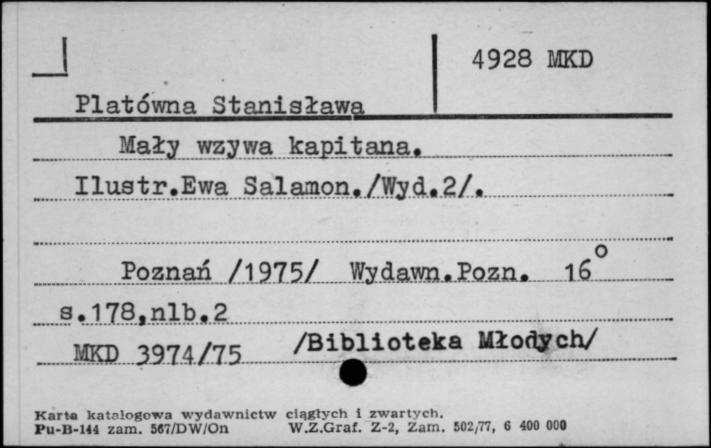 4928 MKD
Platówna Stanisława
Mały wzywa kapitana.
Ilustr.Ewa Salamon./Wyd.2/.
Poznań /1975/ Wydawn.Pozn. 16°
s.178,nlb.2
MKD 3974/75 /Biblioteka Młodych/
Karta katalogowa wydawnictw ciągłych i zwartych.
Pu-B-144 zam. 567/DW/On W.Z.Graf. Z-2, Zam. 502/77, 6 400 000